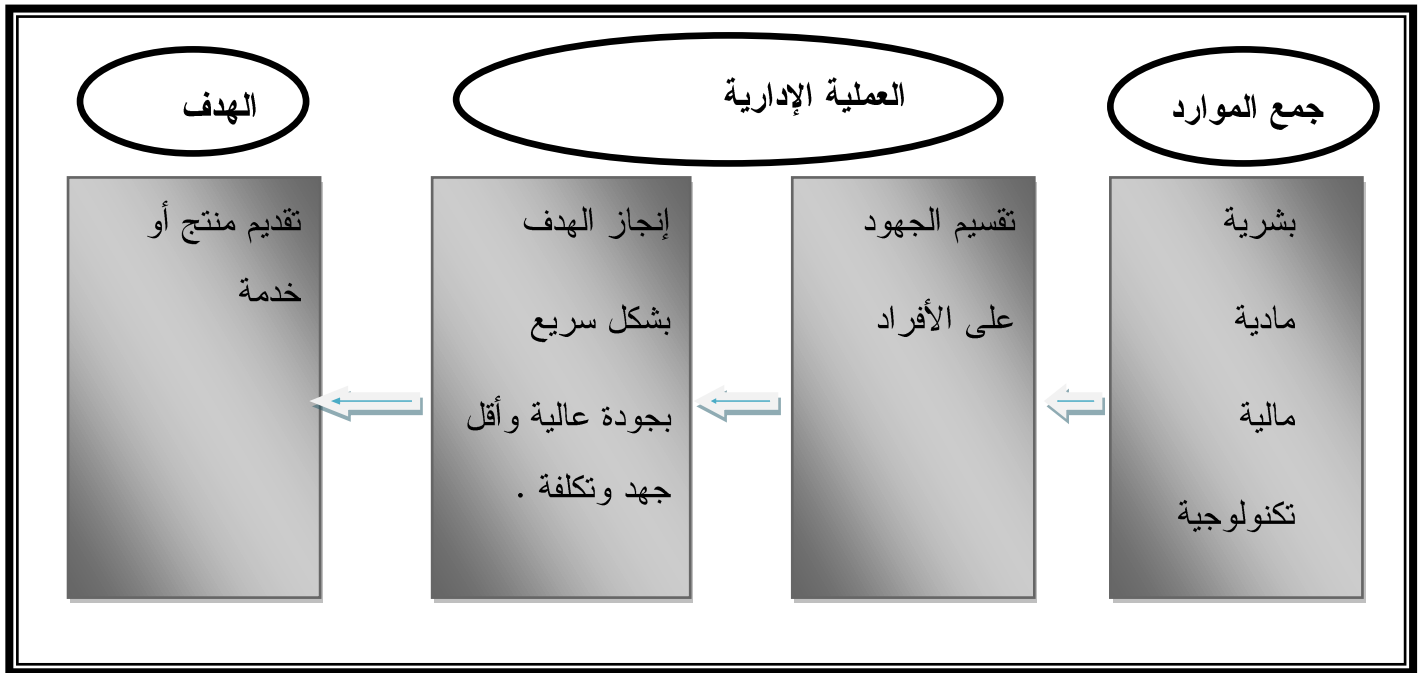 جمع الموارد
العملية الإدارية
الهدف
بشرية
مادية
مالية
تكنولوجية
تقسيم الجهود
على الأفراد
إنجاز الهدف
بشكل سريع
بجودة عالية وأقل
جهد وتكلفة .
تقديم منتج أو
خدمة